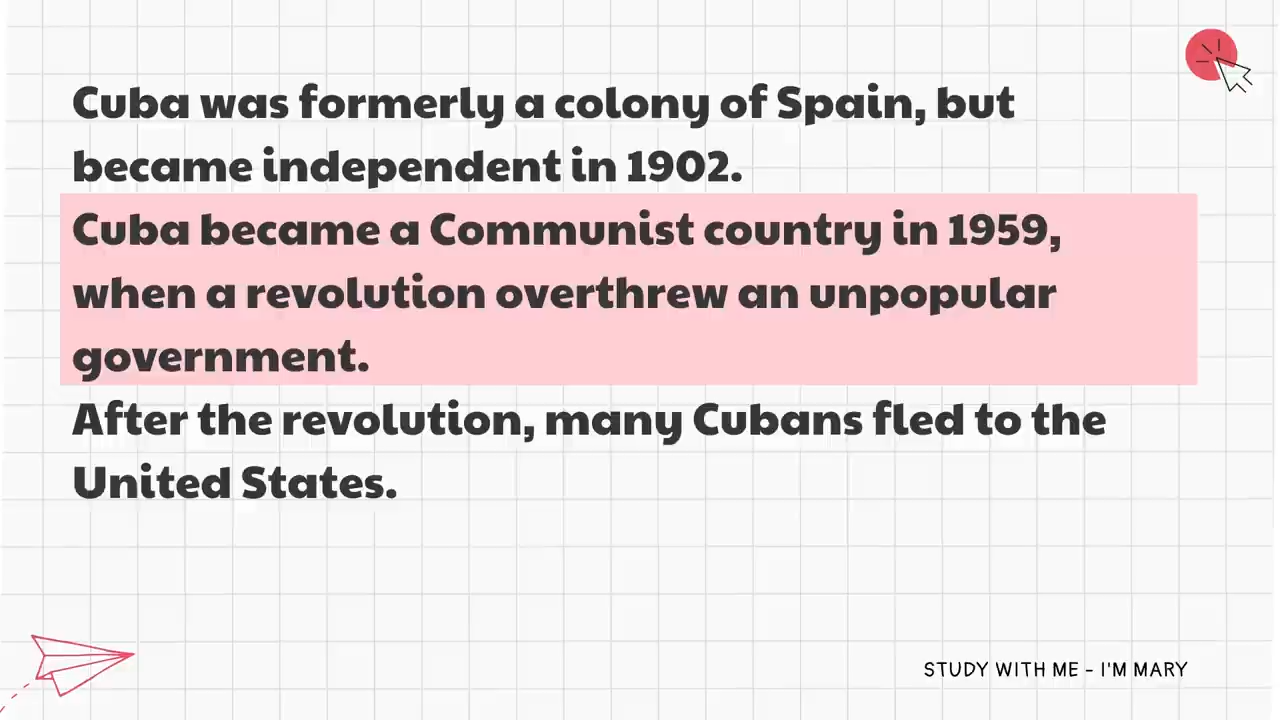 Cuba was formerly a colony of Spain, but
became independent in 1902.
Cuba became a Communist country in 1959,
when a revolution overthrew an unpopular
government.
After the revolution, many Cubans fled to the
United States.
STUDY WITH ME - I'M MARY